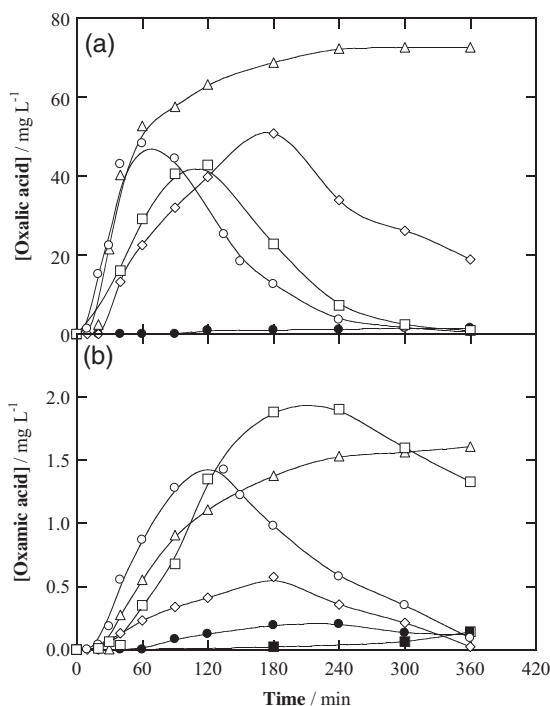 80
(a)
60
40
20
0
[Oxalic acid] / mg L⁻¹
(b)
2.0
1.5
1.0
0.5
0.0
[Oxamic acid] / mg L⁻¹
0 60 120 180 240 300 360 420
Time / min